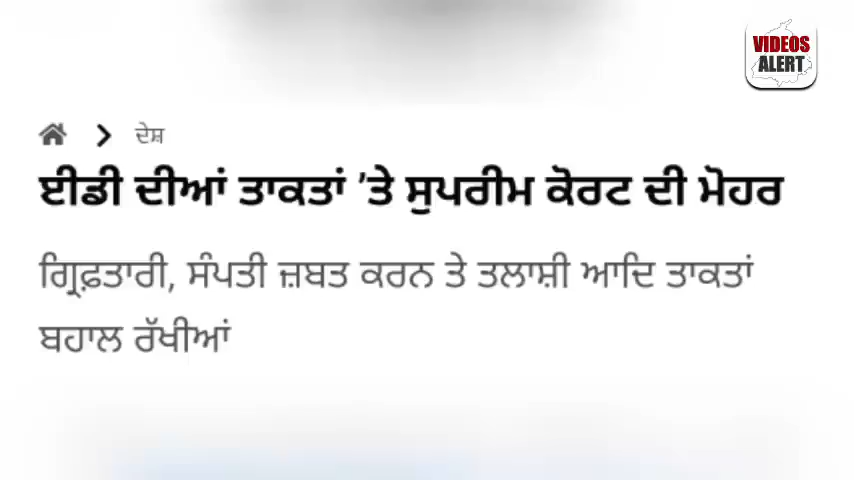 VIDEOS
ALERT
ਦੇਸ਼
ਈਡੀ ਦੀਆਂ ਤਾਕਤਾਂ ’ਤੇ ਸੁਪਰੀਮ ਕੋਰਟ ਦੀ ਮੋਹਰ
ਗ੍ਰਿਫ਼ਤਾਰੀ, ਸੰਪਤੀ ਜ਼ਬਤ ਕਰਨ ਤੇ ਤਲਾਸ਼ੀ ਆਦਿ ਤਾਕਤਾਂ
ਬਹਾਲ ਰੱਖੀਆਂ